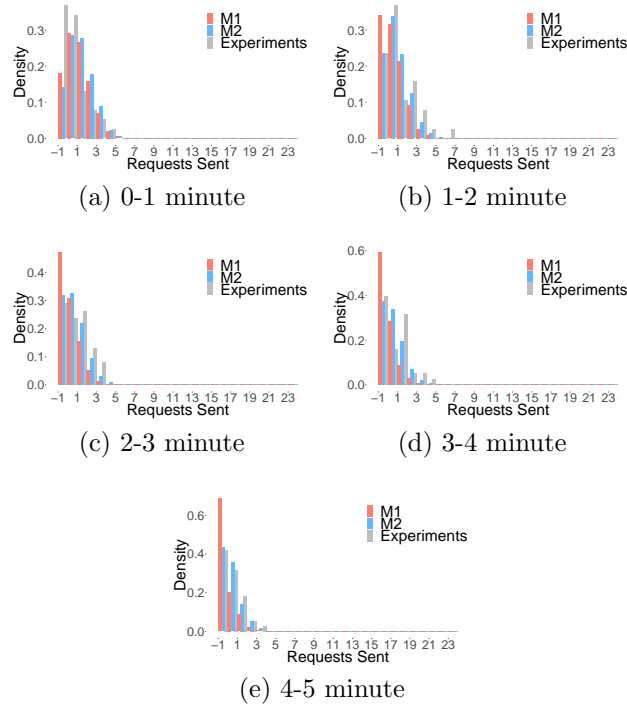 M1 M1
M2 M2
Experiments Experiments
Density Density
0.3 0.3
0.2 0.2
0.1 0.1
0.0 0.0
−1 1 3 5 7 9 11 13 15 17 19 21 23 −1 1 3 5 7 9 11 13 15 17 19 21 23
Requests Sent Requests Sent
(a) 0-1 minute (b) 1-2 minute
M1 M1
M2 M2
Experiments Experiments
Density Density
0.4 0.6
0.3 0.4
0.2 0.2
0.1 0.0
0.0
−1 1 3 5 7 9 11 13 15 17 19 21 23 −1 1 3 5 7 9 11 13 15 17 19 21 23
Requests Sent Requests Sent
(c) 2-3 minute (d) 3-4 minute
M1
M2
Experiments
Density
0.6
0.4
0.2
0.0
−1 1 3 5 7 9 11 13 15 17 19 21 23
Requests Sent
(e) 4-5 minute